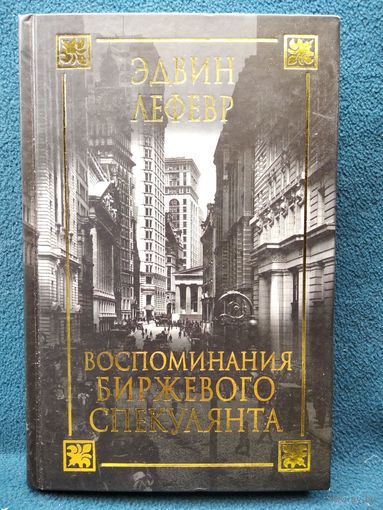 ЭДВИН
ЛЕФЕВР
ВОСПОМИНАНИЯ
БИРЖЕВОГО
СПЕКУЛЯНТА